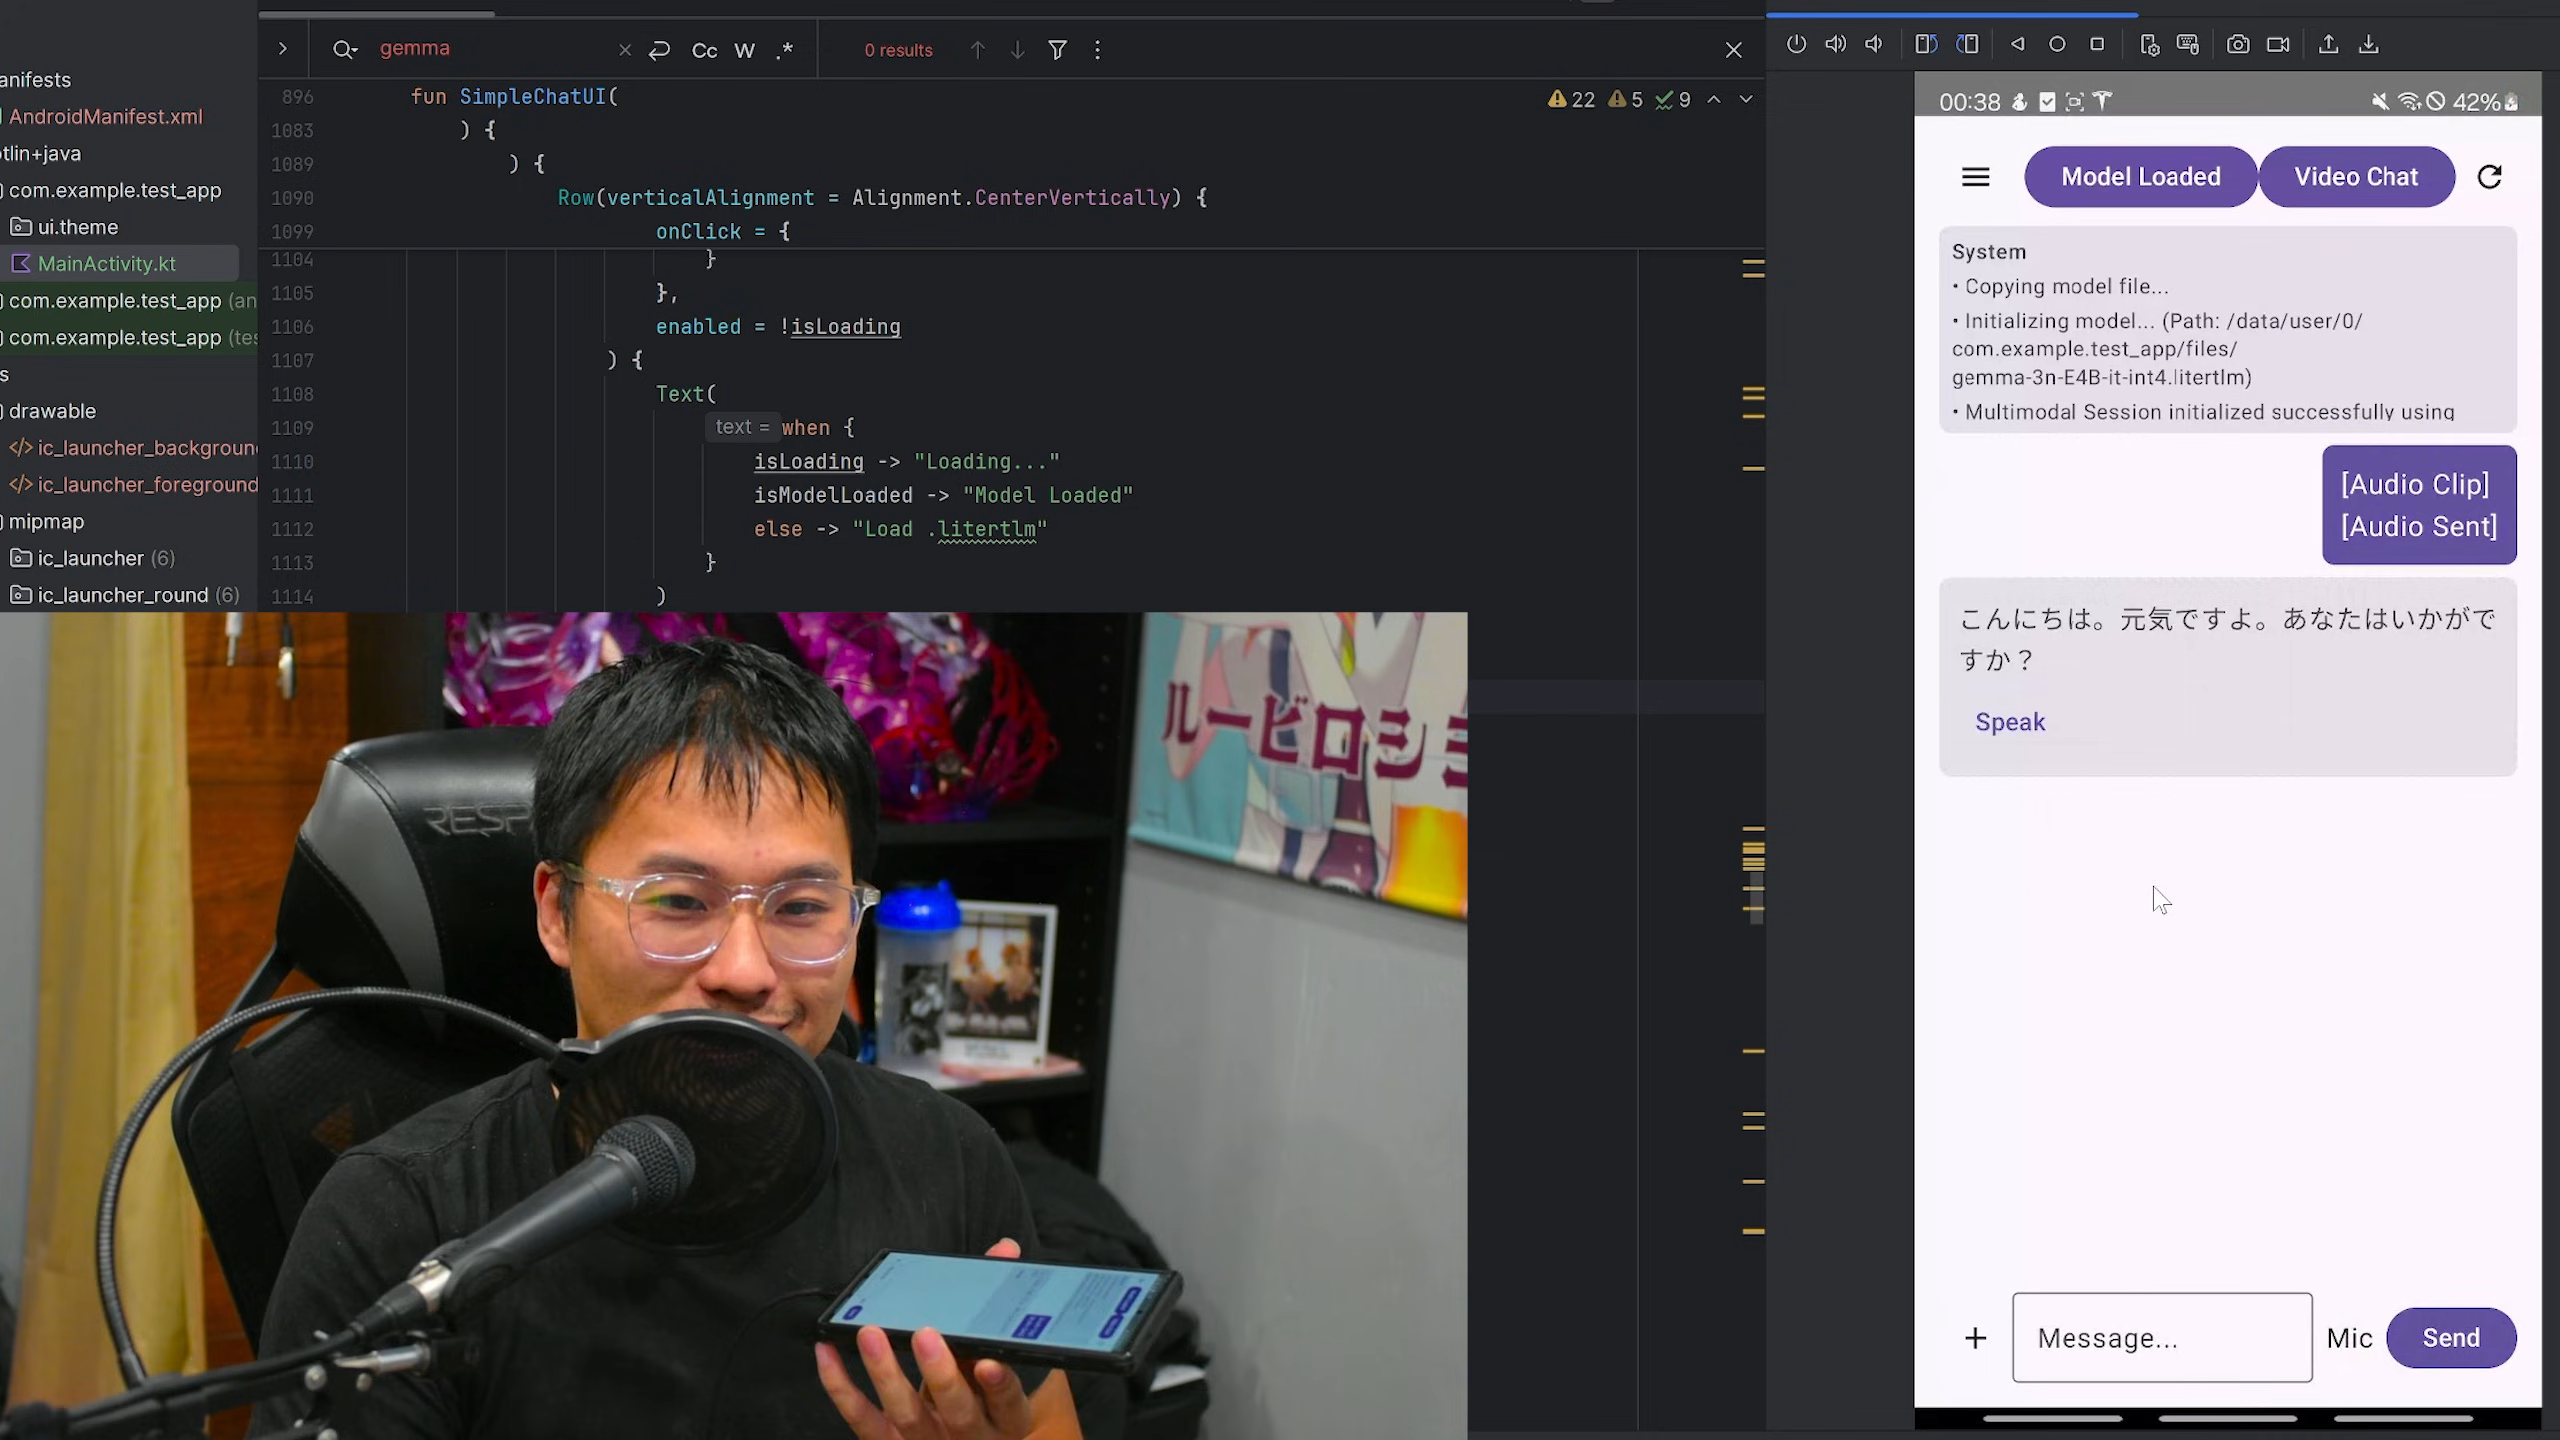 gemma
Cc W .*
0 results
anifests
AndroidManifest.xml
otlin+java
com.example.test_app
ui.theme
MainActivity.kt
com.example.test_app (an
com.example.test_app (tes
s
drawable
ic_launcher_backgroun
ic_launcher_foreground
mipmap
ic_launcher (6)
ic_launcher_round (6)
22 5 9
896 fun SimpleChatUI(
1083 ) {
1089 ) {
1090 Row(verticalAlignment = Alignment.CenterVertically) {
1099 onClick = {
1104 }
1105 },
1106 enabled = !isLoading
1107 ) {
1108 Text(
1109 text = when {
1110 isLoading -> "Loading..."
1111 isModelLoaded -> "Model Loaded"
1112 else -> "Load .litertlm"
1113 }
1114 )
RESP
ルービロシ
00:38 42%
Model Loaded
Video Chat
System
• Copying model file...
• Initializing model... (Path: /data/user/0/
com.example.test_app/files/
gemma-3n-E4B-it-int4.litertlm)
• Multimodal Session initialized successfully using
[Audio Clip]
[Audio Sent]
こんにちは。元気ですよ。あなたはいかがで
すか？
Speak
+ Message... Mic Send